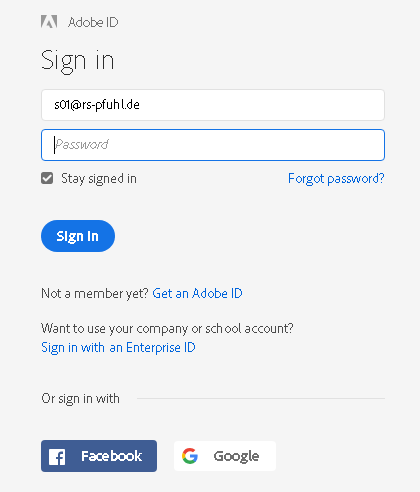 Adobe ID
Sign in
s01@rs-pfuhl.de
Password
Stay signed in Forgot password?
Sign in
Not a member yet? Get an Adobe ID
Want to use your company or school account?
Sign in with an Enterprise ID
Or sign in with
Facebook Google